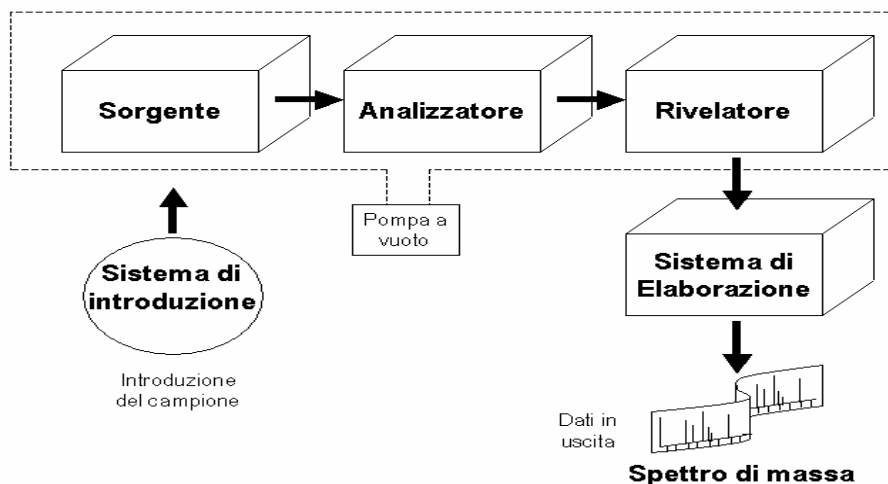 Sorgente
Analizzatore
Rivelatore
Pompa a
vuoto
Sistema di
introduzione
Sistema di
Elaborazione
Introduzione
del campione
Dati in
uscita
Spettro di massa